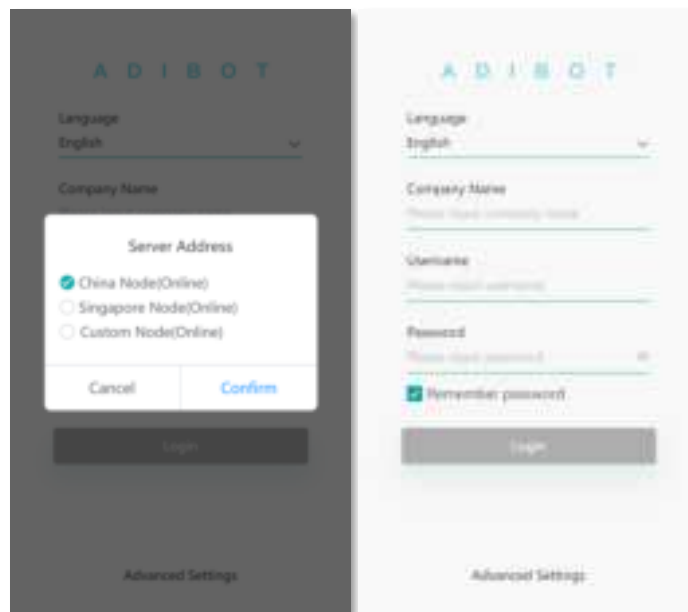 A D I B O T
Language
English
Company Name
Server Address
China Node(Online)
Singapore Node(Online)
Custom Node(Online)
Cancel
Confirm
Login
Advanced Settings
A D I B O T
Language
English
Company Name
Please input company name
Username
Please input username
Password
Please input password
Remember password
Login
Advanced Settings